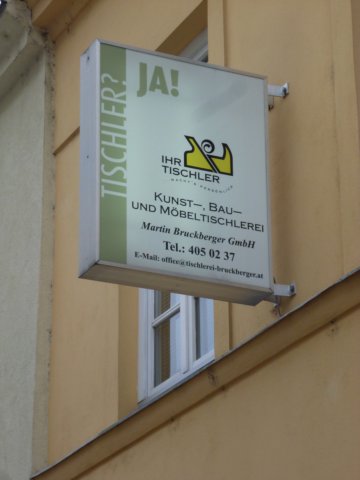 TISCHLER?
JA!
IHR
TISCHLER
KUNST–, BAU–
UND MÖBELTISCHLEREI
Martin Bruckberger GmbH
Tel.: 405 02 37
E-Mail: office@tischlerei-bruckberger.at